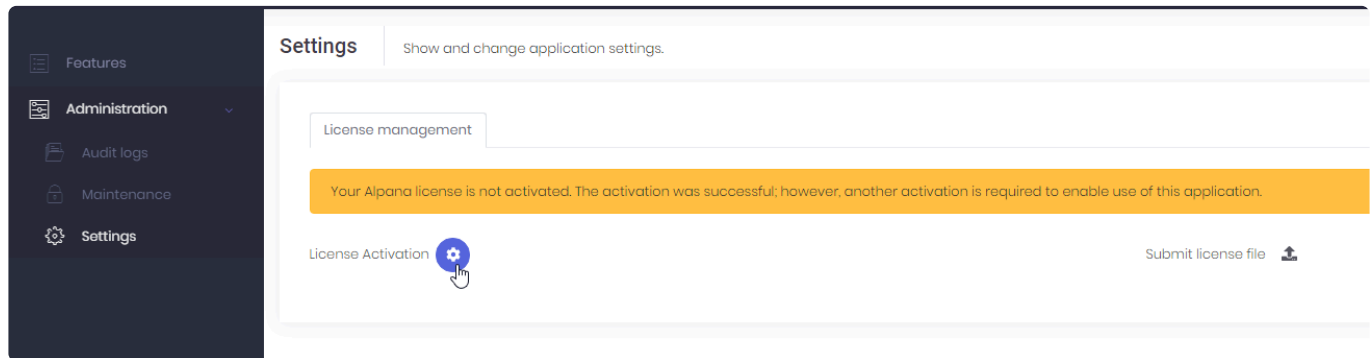 Features
Administration
Audit logs
Maintenance
Settings
Settings
Show and change application settings.
License management
Your Alpana license is not activated. The activation was successful; however, another activation is required to enable use of this application.
License Activation
Submit license file